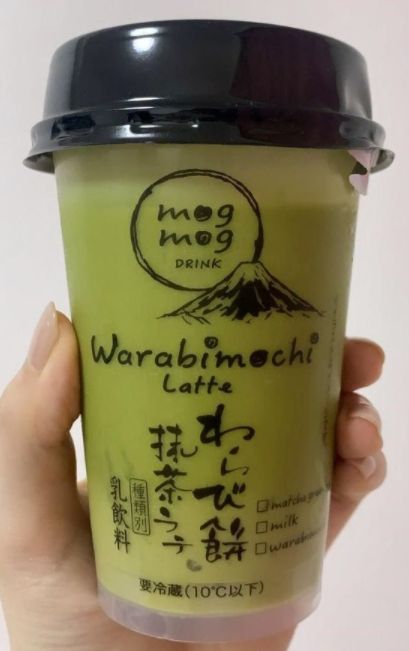 mog
mog
DRINK
Warabimochi
Latte
わらび餅
抹茶ラテ
種類別
乳飲料
matcha
milk
要冷蔵(10℃以下)